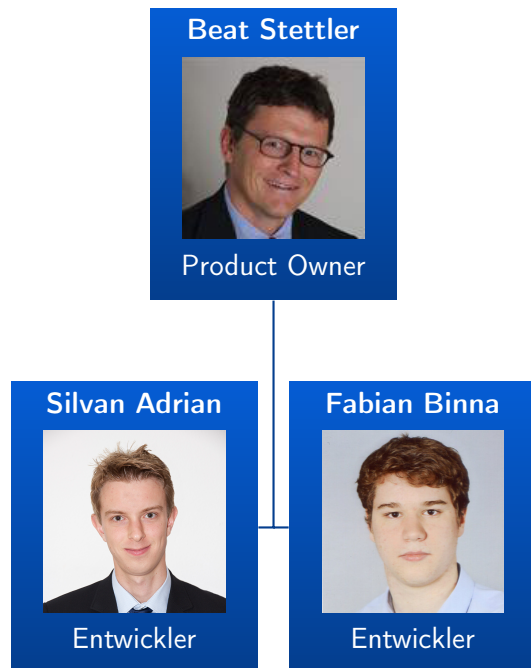 Beat Stettler
Product Owner
Silvan Adrian
Entwickler
Fabian Binna
Entwickler